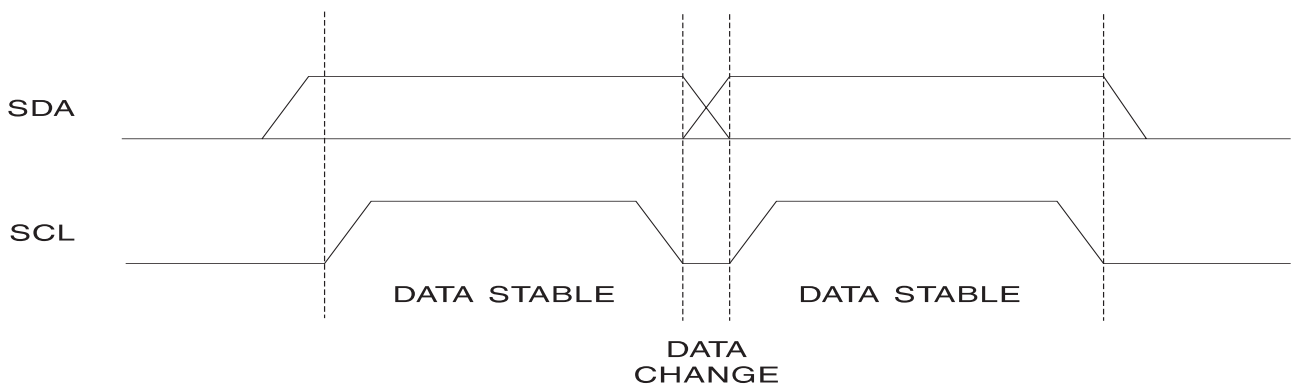 SDA
SCL
DATA STABLE
DATA STABLE
DATA
CHANGE